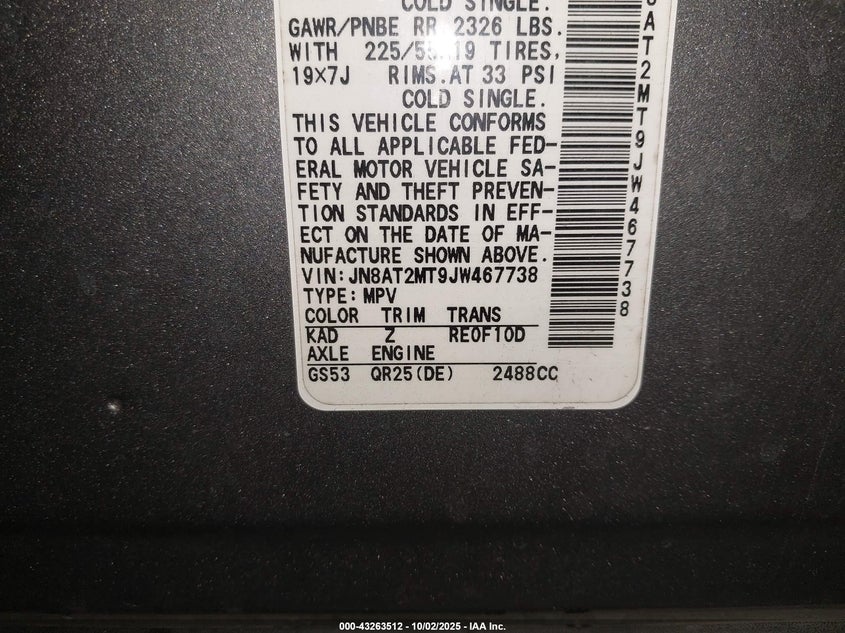 COLD SINGLE.
GAWR/PNBE RR 2326 LBS.
WITH 225/55 19 TIRES,
19X7J RIMS.AT 33 PSI
COLD SINGLE.
THIS VEHICLE CONFORMS
TO ALL APPLICABLE FED-
ERAL MOTOR VEHICLE SA-
FETY AND THEFT PREVEN-
TION STANDARDS IN EFF-
ECT ON THE DATE OF MA-
NUFACTURE SHOWN ABOVE.
VIN:JN8AT2MT9JW467738
TYPE:MPV
COLOR TRIM TRANS
KAD Z RE0F10D
AXLE ENGINE
GS53 QR25(DE) 2488CC
8AT2MT9JW467738
000-43263512 - 10/02/2025 - IAA Inc.